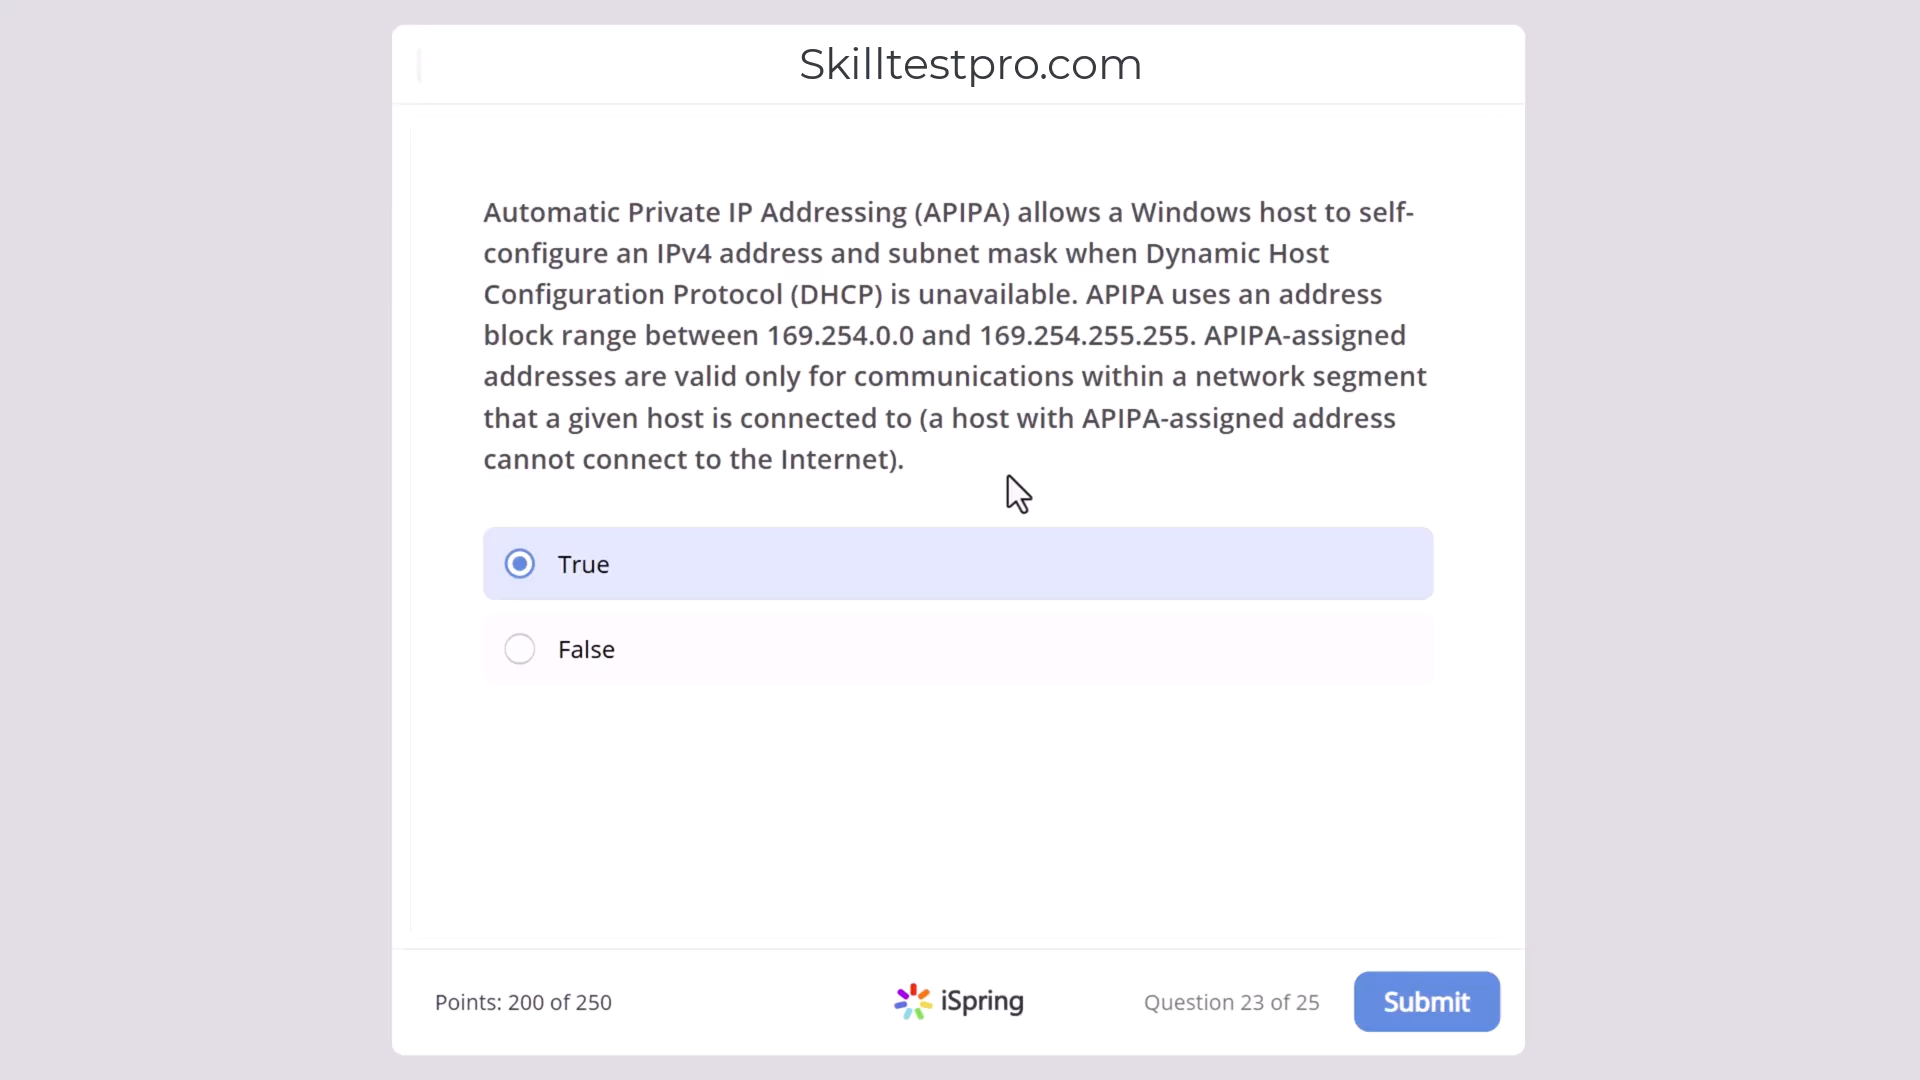 Skilltestpro.com
Automatic Private IP Addressing (APIPA) allows a Windows host to self-
configure an IPv4 address and subnet mask when Dynamic Host
Configuration Protocol (DHCP) is unavailable. APIPA uses an address
block range between 169.254.0.0 and 169.254.255.255. APIPA-assigned
addresses are valid only for communications within a network segment
that a given host is connected to (a host with APIPA-assigned address
cannot connect to the Internet).
True
False
Points: 200 of 250
iSpring
Question 23 of 25
Submit